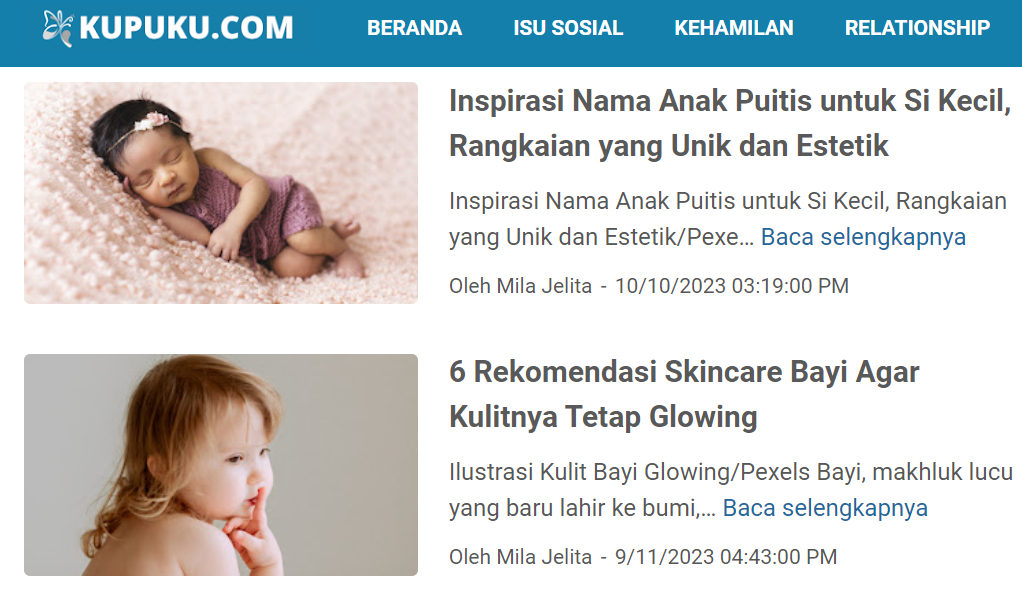 KUPUKU.COM
BERANDA
ISU SOSIAL
KEHAMILAN
RELATIONSHIP
Inspirasi Nama Anak Puitis untuk Si Kecil,
Rangkaian yang Unik dan Estetik
Inspirasi Nama Anak Puitis untuk Si Kecil, Rangkaian
yang Unik dan Estetik/Pexe... Baca selengkapnya
Oleh Mila Jelita - 10/10/2023 03:19:00 PM
6 Rekomendasi Skincare Bayi Agar
Kulitnya Tetap Glowing
Ilustrasi Kulit Bayi Glowing/Pexels Bayi, makhluk lucu
yang baru lahir ke bumi,... Baca selengkapnya
Oleh Mila Jelita - 9/11/2023 04:43:00 PM